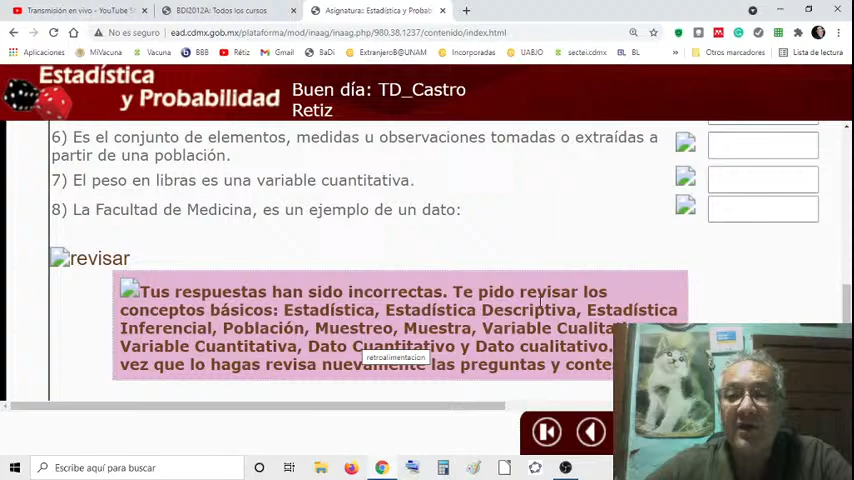 Transmisión en vivo - YouTube S
BDI2012A: Todos los cursos
Asignatura: Estadística y Probab
No es seguro
ead.cdmx.gob.mx/plataforma/mod/inaag/inaag.php/980.38.1237/contenido/index.html
Aplicaciones
MiVacuna
Vacunación
BBB
Rétiz
Gmail
BaDi
ExtranjeroB@UNAM
Incorporadas
UABJO
sectei.cdmx
BL
Otros marcadores
Lista de lectura
Estadística
y Probabilidad
Buen día: TD_Castro
Retiz
6) Es el conjunto de elementos, medidas u observaciones tomadas o extraídas a
partir de una población.
7) El peso en libras es una variable cuantitativa.
8) La Facultad de Medicina, es un ejemplo de un dato:
revisar
Tus respuestas han sido incorrectas. Te pido revisar los
conceptos básicos: Estadística, Estadística Descriptiva, Estadística
Inferencial, Población, Muestreo, Muestra, Variable Cualita
Variable Cuantitativa, Dato Cuantitativo y Dato cualitativo.
retroalimentacion
vez que lo hagas revisa nuevamente las preguntas y conte
Escribe aquí para buscar